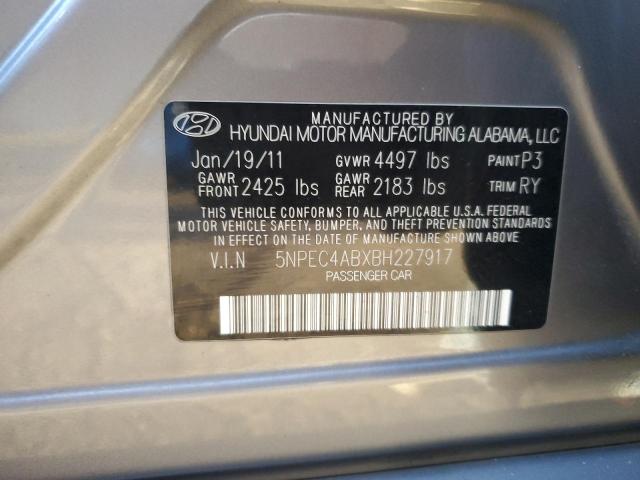 MANUFACTURED BY
HYUNDAI MOTOR MANUFACTURING ALABAMA, LLC
Jan/19/11 GVWR 4497 lbs PAINT P3
GAWR FRONT 2425 lbs GAWR REAR 2183 lbs TRIM RY
THIS VEHICLE CONFORMS TO ALL APPLICABLE U.S.A. FEDERAL
MOTOR VEHICLE SAFETY, BUMPER, AND THEFT PREVENTION STANDARDS
IN EFFECT ON THE DATE OF MANUFACTURE SHOWN ABOVE.
V.I.N 5NPEC4ABXBH227917
PASSENGER CAR